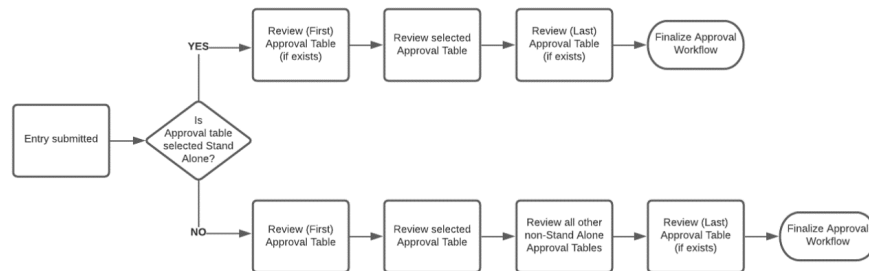 YES
Review (First)
Approval Table
(if exists)
Review selected
Approval Table
Review (Last)
Approval Table
(if exists)
Finalize Approval
Workflow
Entry submitted
Is
Approval table
selected Stand
Alone?
NO
Review (First)
Approval Table
Review selected
Approval Table
Review all other
non-Stand Alone
Approval Tables
Review (Last)
Approval Table
(if exists)
Finalize Approval
Workflow